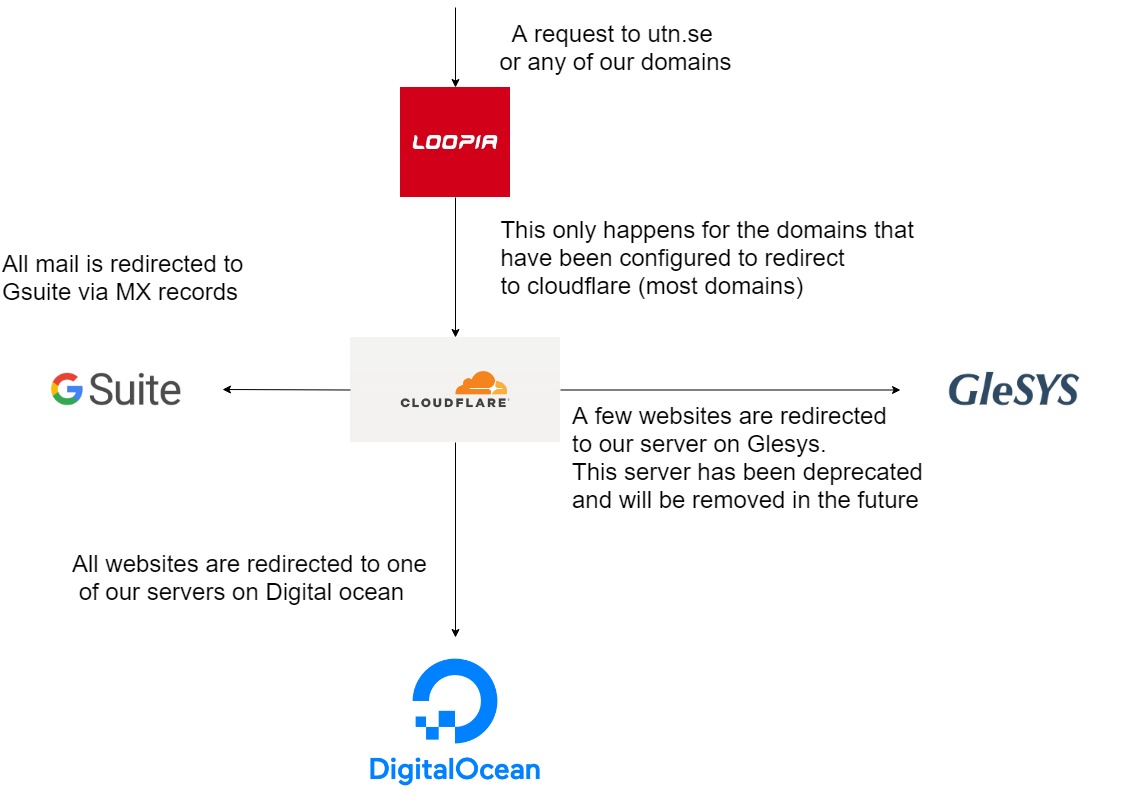 A request to utn.se
or any of our domains
LOOPIA
This only happens for the domains that
have been configured to redirect
to cloudflare (most domains)
All mail is redirected to
Gsuite via MX records
G Suite
CLOUDFLARE
GleSYS
A few websites are redirected
to our server on Glesys.
This server has been deprecated
and will be removed in the future
All websites are redirected to one
of our servers on Digital ocean
DigitalOcean